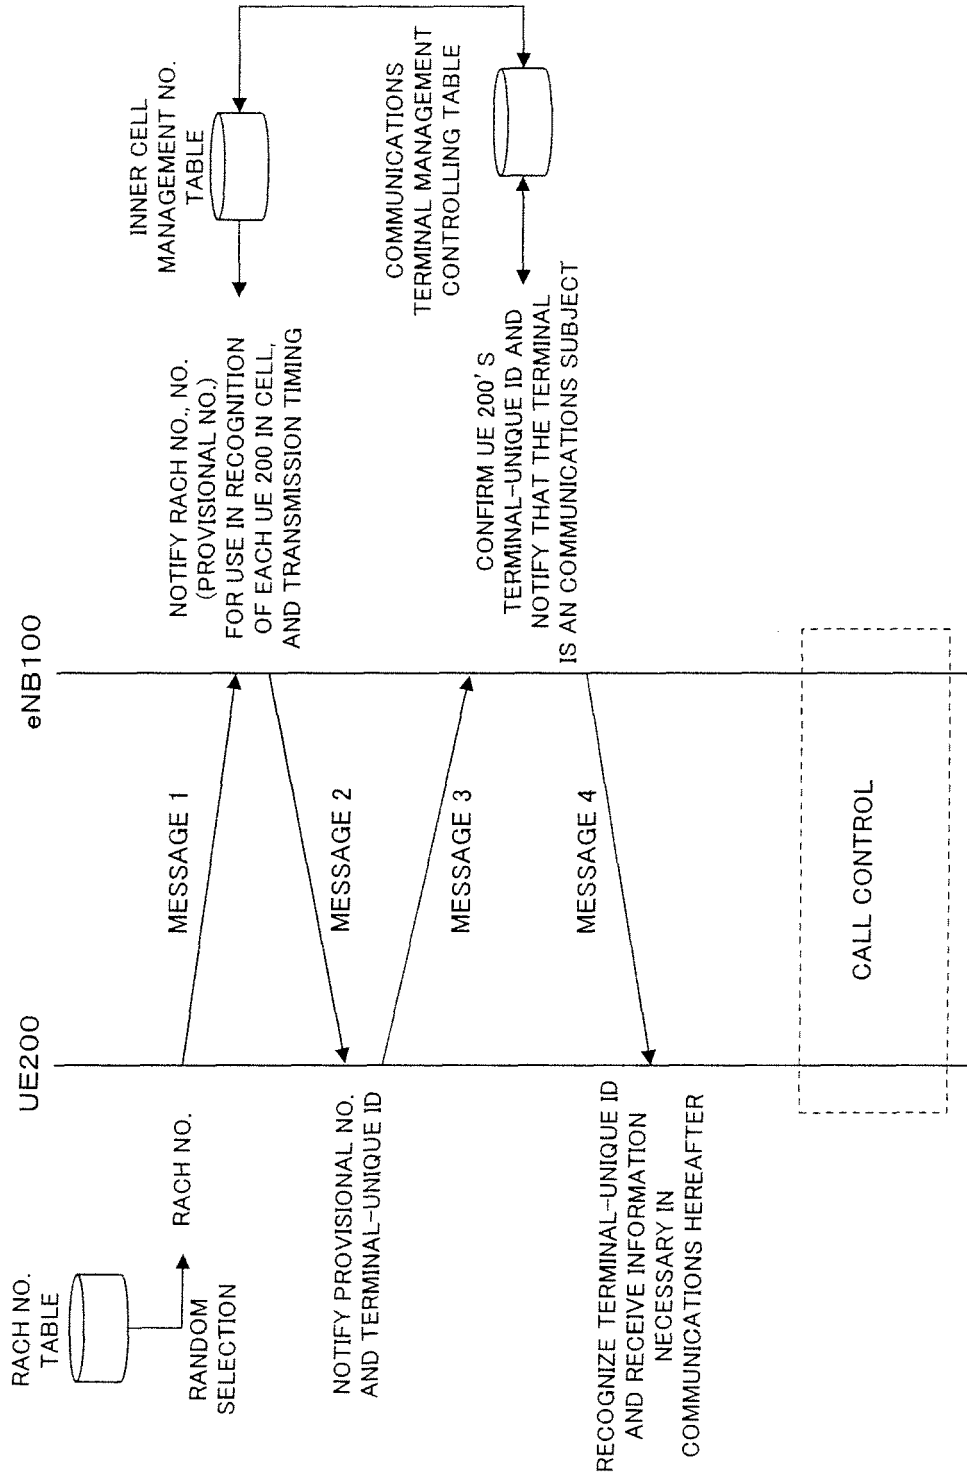 UE200
eNB100
RACH NO.
TABLE
RANDOM
SELECTION
RACH NO.
MESSAGE 1
NOTIFY RACH NO., NO.
(PROVISIONAL NO.)
FOR USE IN RECOGNITION
OF EACH UE 200 IN CELL,
AND TRANSMISSION TIMING
INNER CELL
MANAGEMENT NO.
TABLE
MESSAGE 2
NOTIFY PROVISIONAL NO.
AND TERMINAL-UNIQUE ID
MESSAGE 3
CONFIRM UE 200'S
TERMINAL-UNIQUE ID AND
NOTIFY THAT THE TERMINAL
IS AN COMMUNICATIONS SUBJECT
COMMUNICATIONS
TERMINAL MANAGEMENT
CONTROLLING TABLE
MESSAGE 4
RECOGNIZE TERMINAL-UNIQUE ID
AND RECEIVE INFORMATION
NECESSARY IN
COMMUNICATIONS HEREAFTER
CALL CONTROL